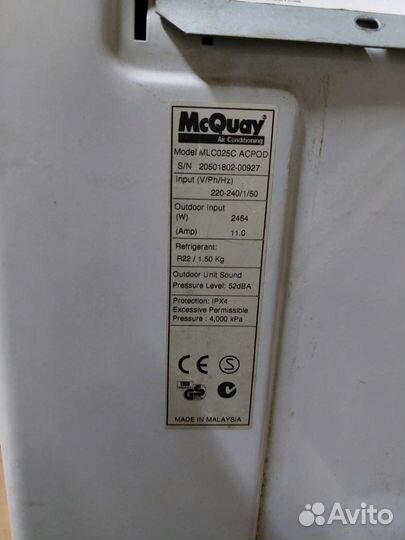 McQuay
Air Conditioning
Model MLC025C ACPOD
S/N 20501802-00927
Input (V/Ph/Hz)
220-240/1/50
Outdoor Input
(W) 2464
(Amp) 11.0
Refrigerant:
R22 / 1.50 Kg
Outdoor Unit Sound
Pressure Level: 52dBA
Protection: IPX4
Excessive Permissible
Pressure : 4,000 kPa
CE S
GS
MADE IN MALAYSIA
Avito